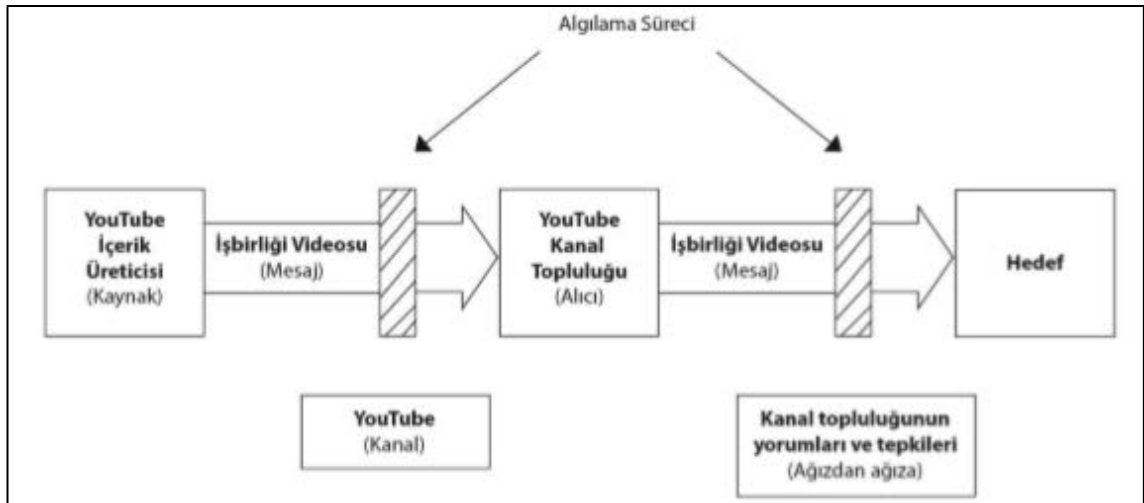 Algılama Süreci
YouTube
İçerik
Üreticisi
(Kaynak)
İşbirliği Videosu
(Mesaj)
YouTube
Kanal
Topluluğu
(Alıcı)
İşbirliği Videosu
(Mesaj)
Hedef
YouTube
(Kanal)
Kanal topluluğunun
yorumları ve tepkileri
(Ağızdan ağıza)